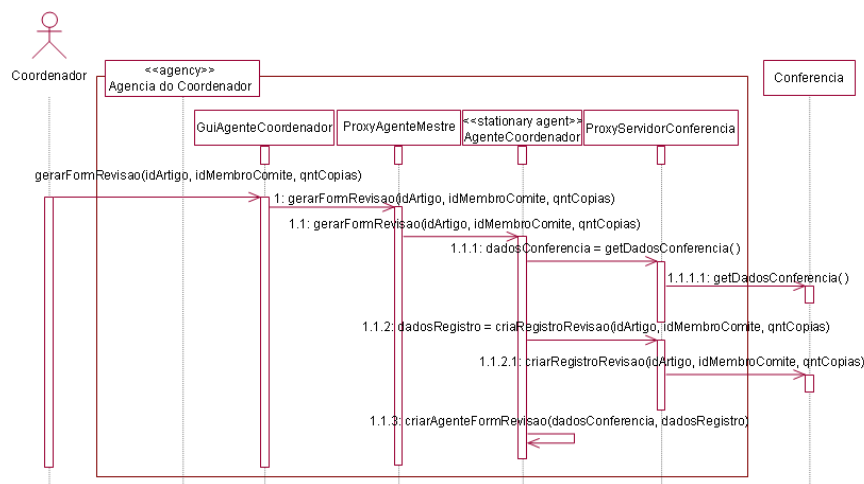 Coordenador
<<agency>>
Agencia do Coordenador
Conferencia
GuiAgenteCoordenador
ProxyAgenteMestre
<<stationary agent>>
AgenteCoordenador
ProxyServidorConferencia
gerarFormRevisao(idArtigo, idMembroComite, qntCopias)
1: gerarFormRevisao(idArtigo, idMembroComite, qntCopias)
1.1: gerarFormRevisao(idArtigo, idMembroComite, qntCopias)
1.1.1: dadosConferencia = getDadosConferencia()
1.1.1.1: getDadosConferencia()
1.1.2: dadosRegistro = criaRegistroRevisao(idArtigo, idMembroComite, qntCopias)
1.1.2.1: criarRegistroRevisao(idArtigo, idMembroComite, qntCopias)
1.1.3: criarAgenteFormRevisao(dadosConferencia, dadosRegistro)